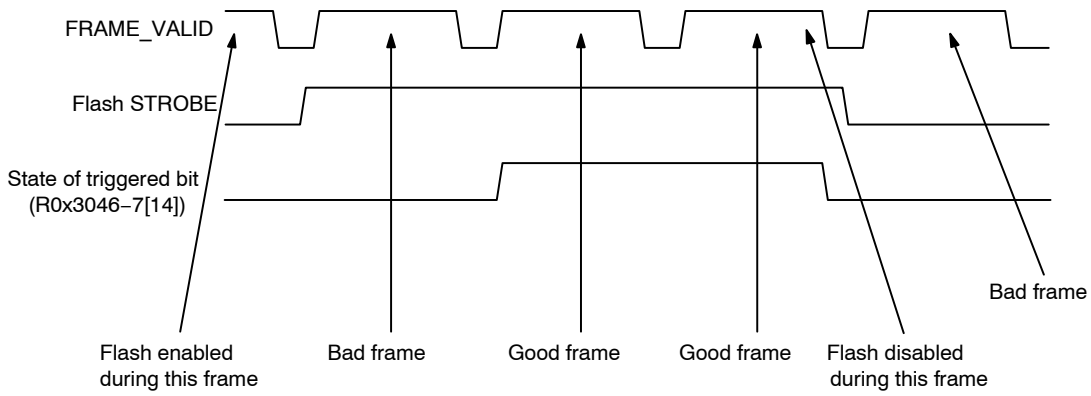 FRAME_VALID
Flash STROBE
State of triggered bit
(R0x3046−7[14])
Bad frame
Flash enabled
during this frame
Bad frame
Good frame
Good frame
Flash disabled
during this frame